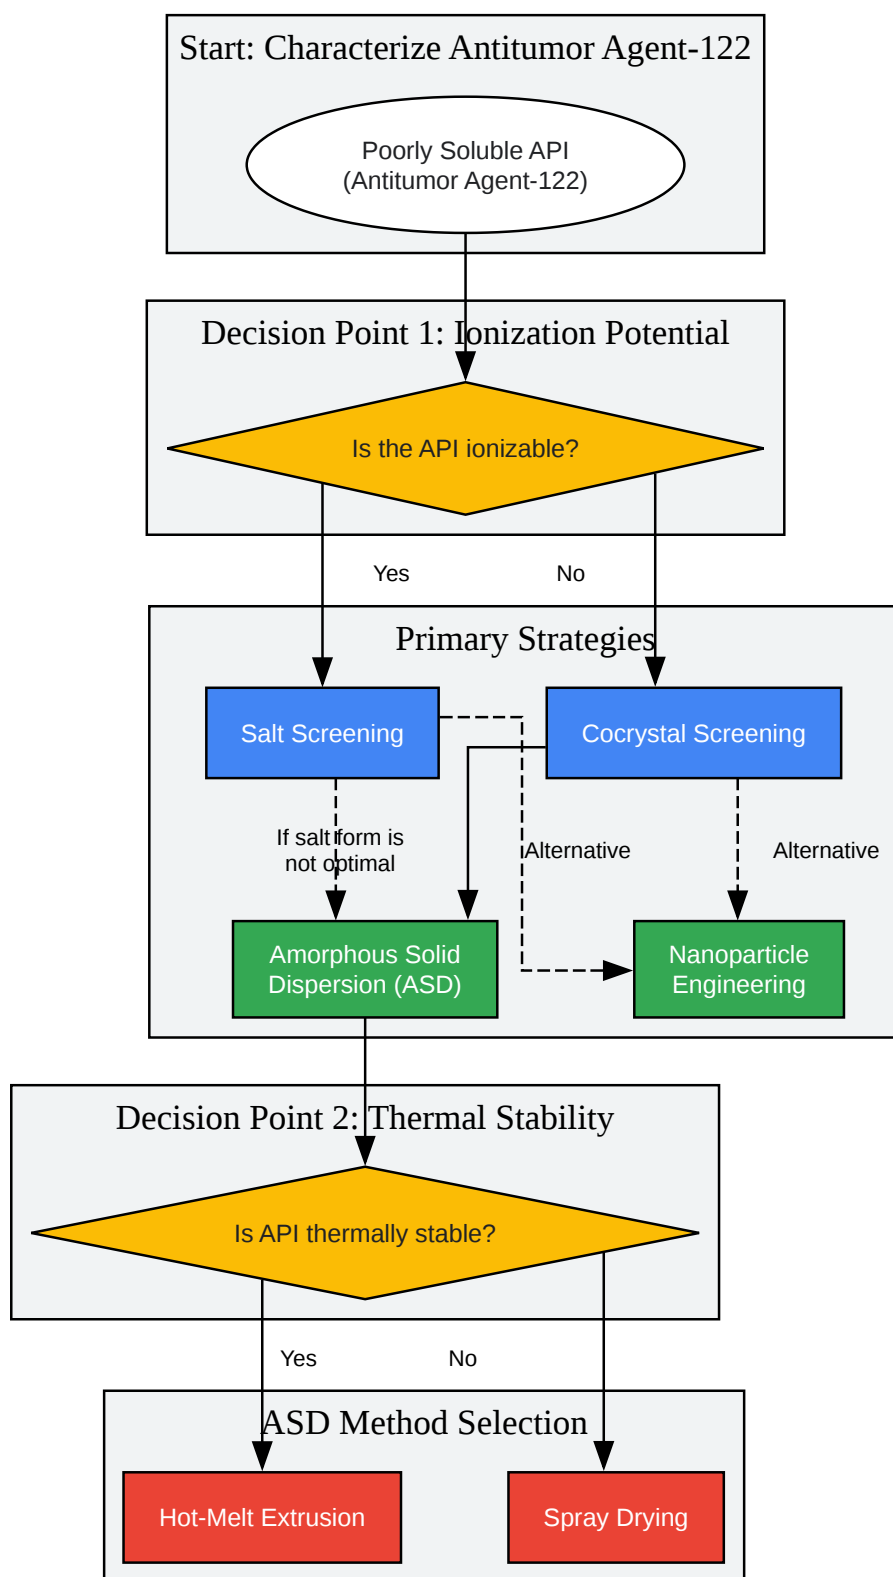 Start: Characterize Antitumor Agent-122
Poorly Soluble API
(Antitumor Agent-122)
Decision Point 1: Ionization Potential
Is the API ionizable?
Yes
No
Primary Strategies
Salt Screening
Cocrystal Screening
If salt form is
not optimal
Alternative
Alternative
Amorphous Solid
Dispersion (ASD)
Nanoparticle
Engineering
Decision Point 2: Thermal Stability
Is API thermally stable?
Yes
No
ASD Method Selection
Hot-Melt Extrusion
Spray Drying